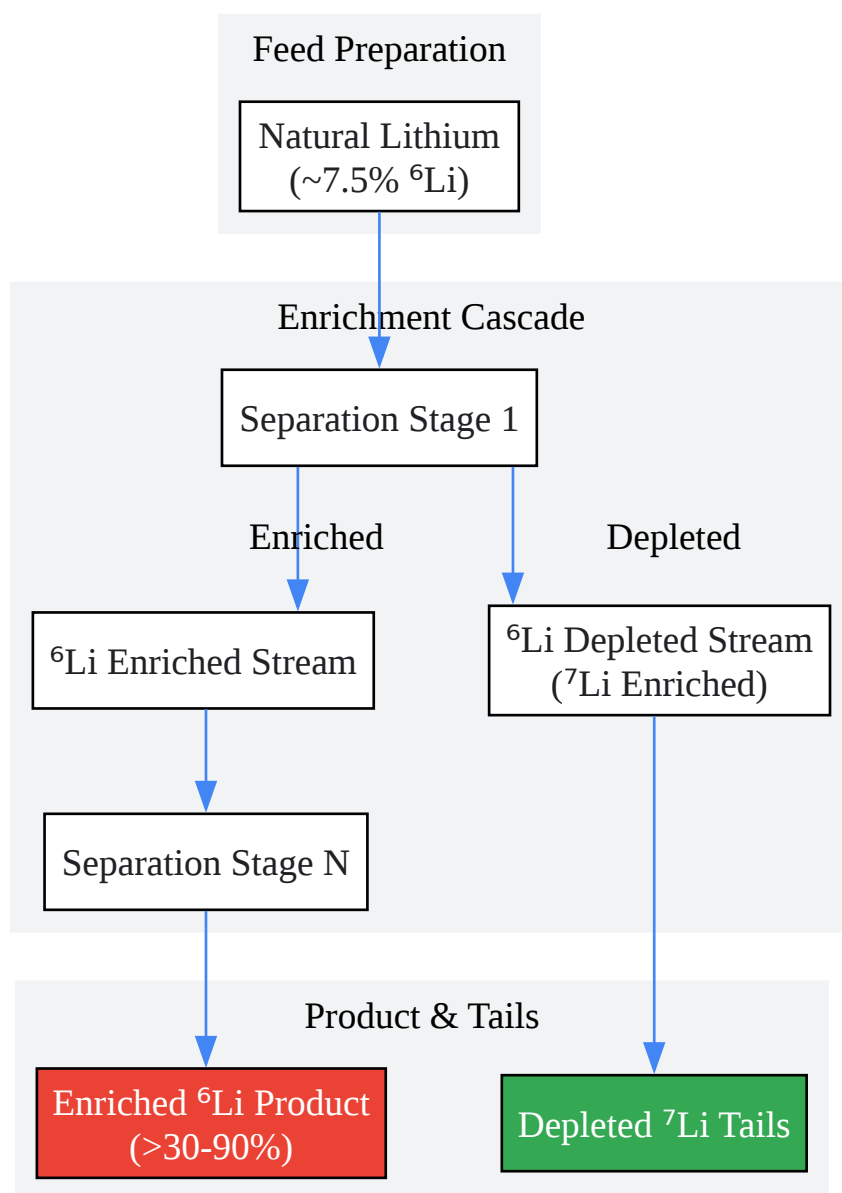 Feed Preparation
Natural Lithium
(~7.5% ⁶Li)
Enrichment Cascade
Separation Stage 1
Enriched
Depleted
⁶Li Enriched Stream
⁶Li Depleted Stream
(⁷Li Enriched)
Separation Stage N
Product & Tails
Enriched ⁶Li Product
(>30-90%)
Depleted ⁷Li Tails